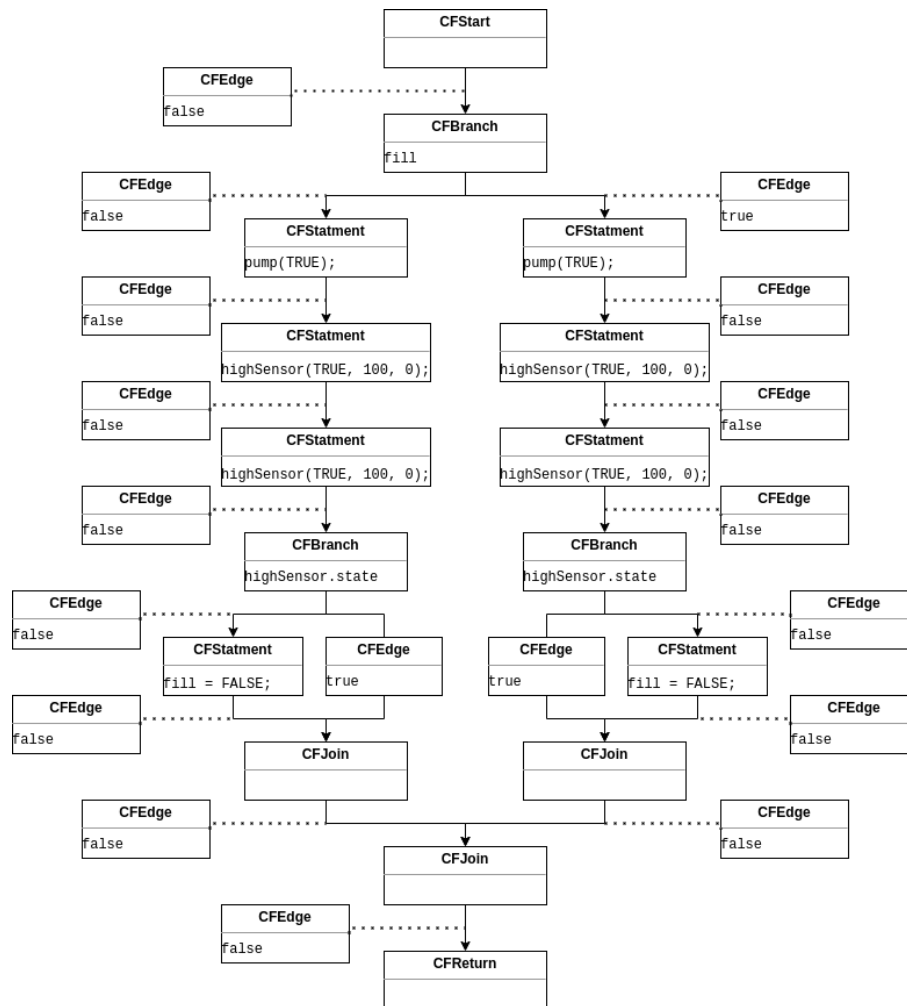 CFStart
CFEdge
false
CFBranch
fill
CFEdge
false
CFEdge
true
CFStatment
pump(TRUE);
CFStatment
pump(TRUE);
CFEdge
false
CFEdge
false
CFStatment
highSensor(TRUE, 100, 0);
CFStatment
highSensor(TRUE, 100, 0);
CFEdge
false
CFEdge
false
CFStatment
highSensor(TRUE, 100, 0);
CFStatment
highSensor(TRUE, 100, 0);
CFEdge
false
CFEdge
false
CFBranch
highSensor.state
CFBranch
highSensor.state
CFEdge
false
CFEdge
false
CFStatment
fill = FALSE;
CFEdge
true
CFEdge
true
CFStatment
fill = FALSE;
CFEdge
false
CFEdge
false
CFJoin
CFJoin
CFEdge
false
CFEdge
false
CFJoin
CFEdge
false
CFReturn